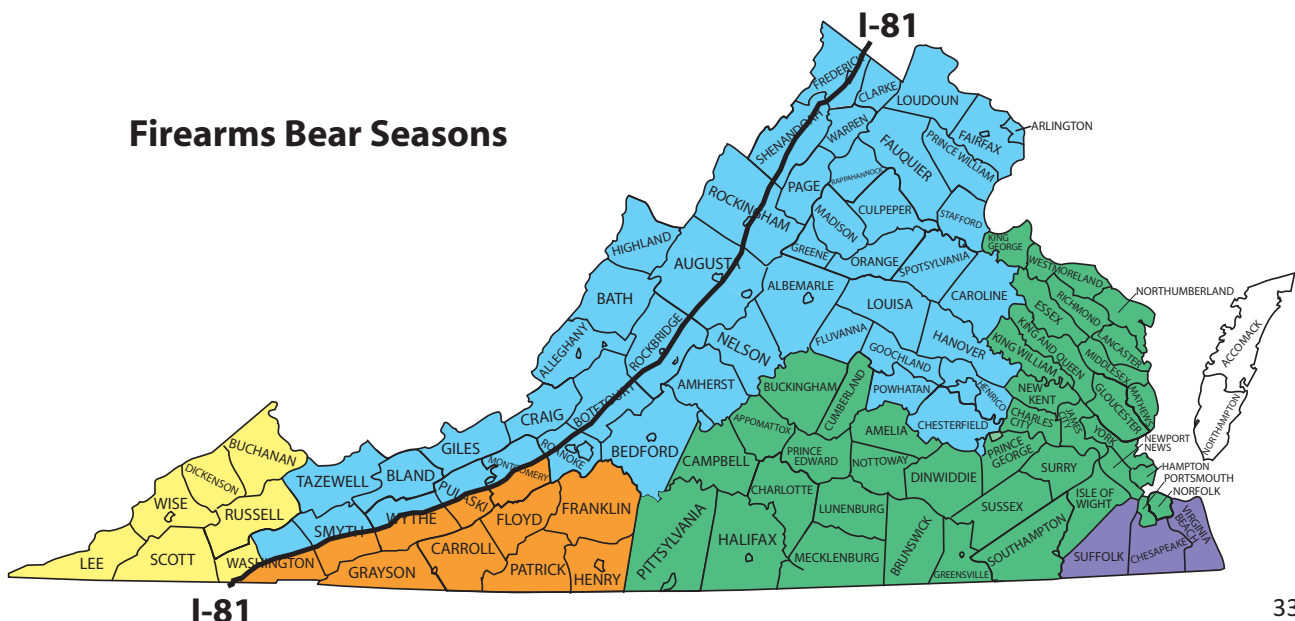 I-81
Firearms Bear Seasons
FREDERICK
CLARKE
LOUDOUN
SHENANDOAH
WARREN
FAIRFAX
ARLINGTON
FAUQUIER
PRINCE WILLIAM
PAGE
RAPPAHANNOCK
ROCKINGHAM
MADISON
CULPEPER
STAFFORD
HIGHLAND
GREENE
ORANGE
SPOTSYLVANIA
KING GEORGE
AUGUSTA
WESTMORELAND
BATH
ALBEMARLE
LOUISA
CAROLINE
ESSEX
RICHMOND
NORTHUMBERLAND
ALLEGHANY
ROCKBRIDGE
NELSON
FLUVANNA
GOOCHLAND
HANOVER
KING WILLIAM
KING AND QUEEN
LANCASTER
MIDDLESEX
ACCOMACK
AMHERST
BUCKINGHAM
CUMBERLAND
POWHATAN
HENRICO
NEW KENT
GLOUCESTER
MATHEWS
NORTHAMPTON
CRAIG
BOTETOURT
APPOMATTOX
AMELIA
CHESTERFIELD
CHARLES CITY
JAMES CITY
YORK
BUCHANAN
GILES
ROANOKE
BEDFORD
CAMPBELL
PRINCE EDWARD
NOTTOWAY
PRINCE GEORGE
NEWPORT NEWS
DICKENSON
TAZEWELL
BLAND
MONTGOMERY
CHARLOTTE
DINWIDDIE
SURRY
ISLE OF WIGHT
HAMPTON
PORTSMOUTH
NORFOLK
WISE
RUSSELL
SMYTH
WYTHE
PULASKI
FLOYD
FRANKLIN
PITTSYLVANIA
HALIFAX
LUNENBURG
SUSSEX
LEE
SCOTT
WASHINGTON
GRAYSON
CARROLL
PATRICK
HENRY
MECKLENBURG
BRUNSWICK
GREENSVILLE
SOUTHAMPTON
SUFFOLK
CHESAPEAKE
VIRGINIA BEACH
I-81
33